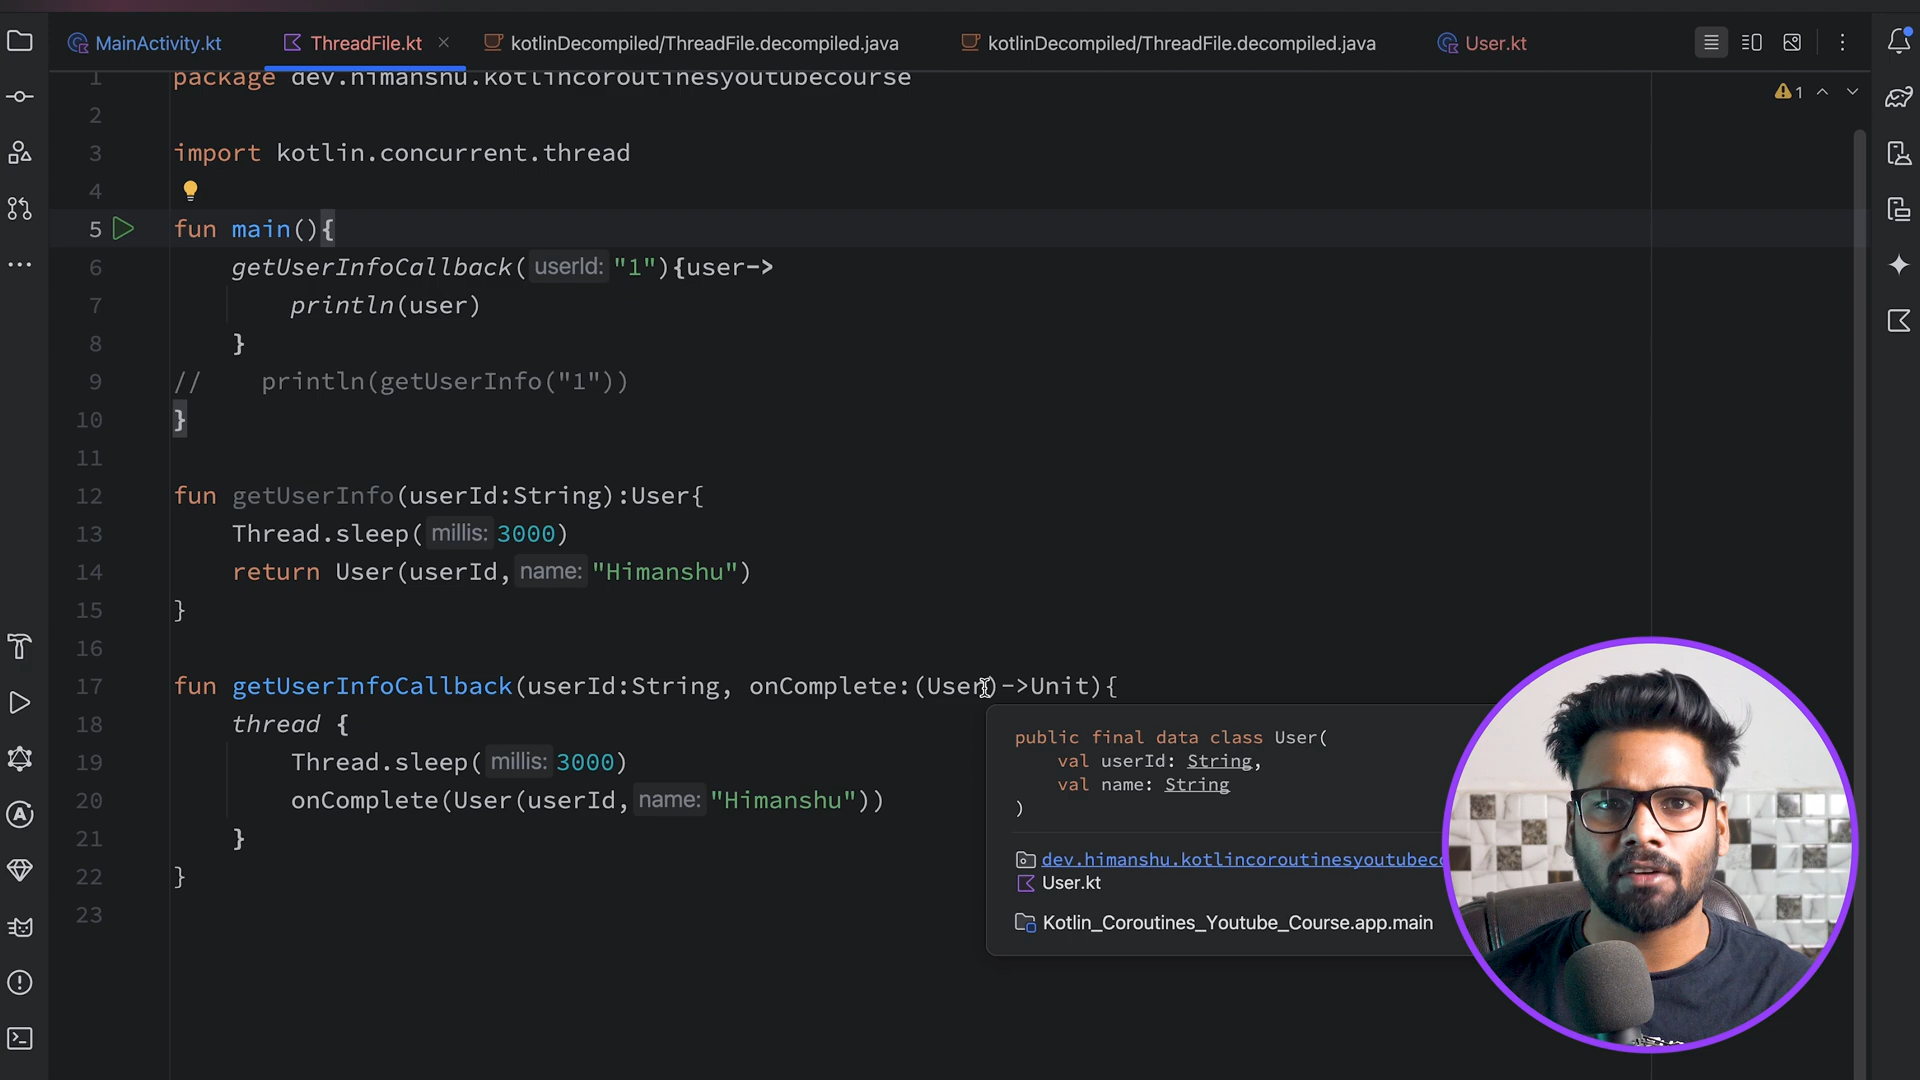 MainActivity.kt ThreadFile.kt kotlinDecompiled/ThreadFile.decompiled.java kotlinDecompiled/ThreadFile.decompiled.java User.kt
1 package dev.himanshu.kotlincoroutinesyoutubecourse
1
2
3 import kotlin.concurrent.thread
4
5 fun main(){
6 getUserInfoCallback( userId: "1"){user->
7 println(user)
8 }
9 // println(getUserInfo("1"))
10 }
11
12 fun getUserInfo(userId:String):User{
13 Thread.sleep( millis: 3000)
14 return User(userId, name: "Himanshu")
15 }
16
17 fun getUserInfoCallback(userId:String, onComplete:(User)->Unit){
18 thread {
19 Thread.sleep( millis: 3000)
20 onComplete(User(userId, name: "Himanshu"))
21 }
22 }
23
public final data class User(
val userId: String,
val name: String
)
dev.himanshu.kotlincoroutinesyoutubec
User.kt
Kotlin_Coroutines_Youtube_Course.app.main